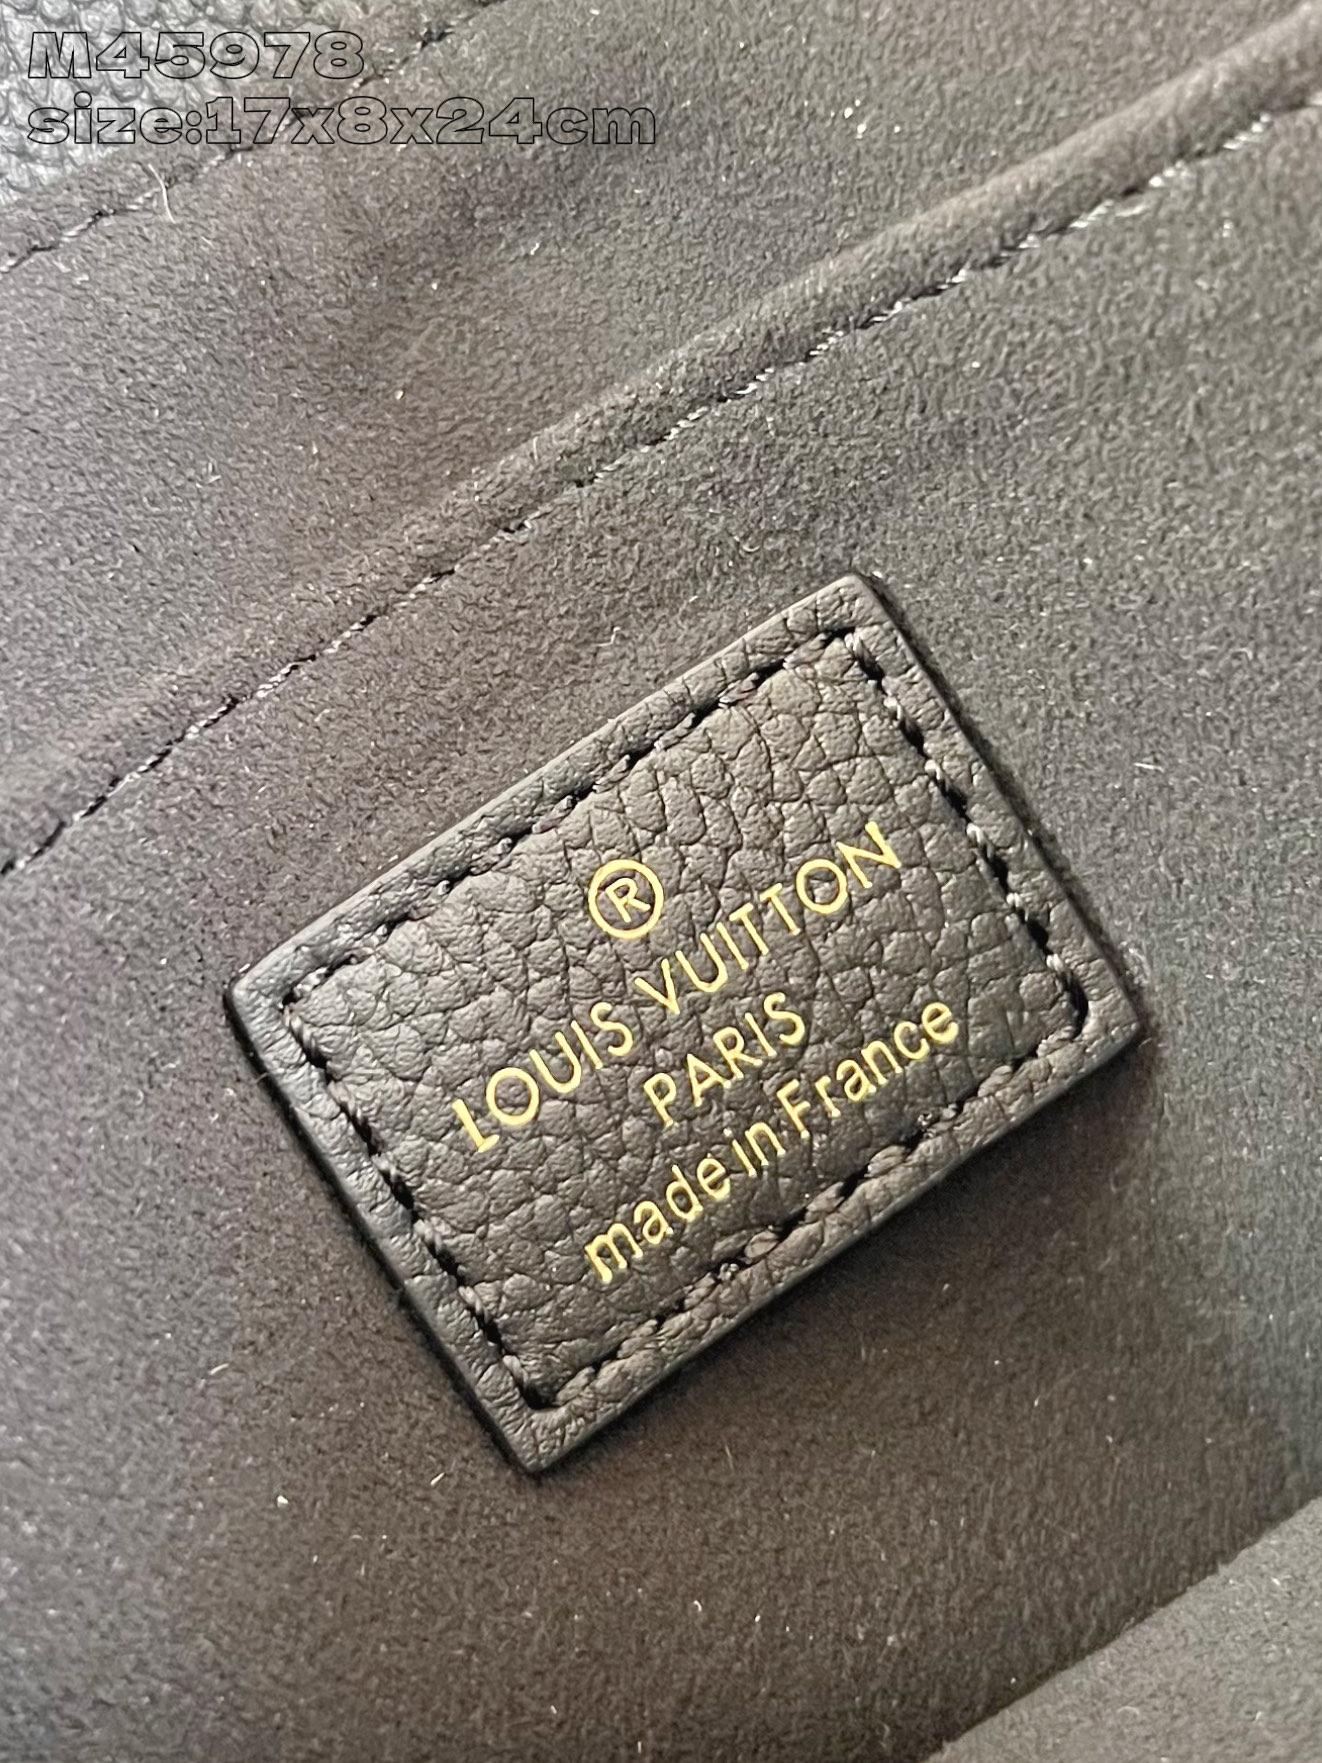 M45978
size:17x8x24cm
®
LOUIS VUITTON
PARIS
made in France